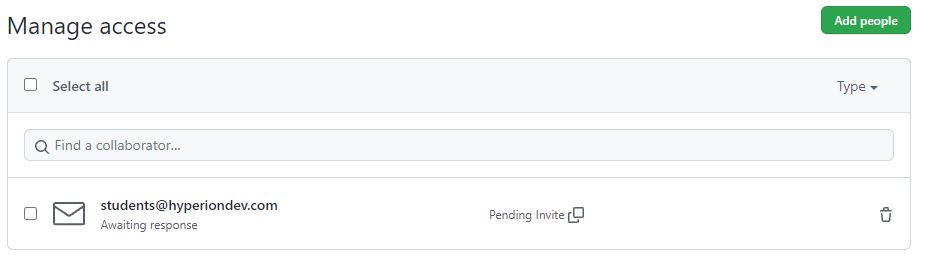 Manage access
Add people
Select all
Type
Find a collaborator...
students@hyperiondev.com
Awaiting response
Pending Invite